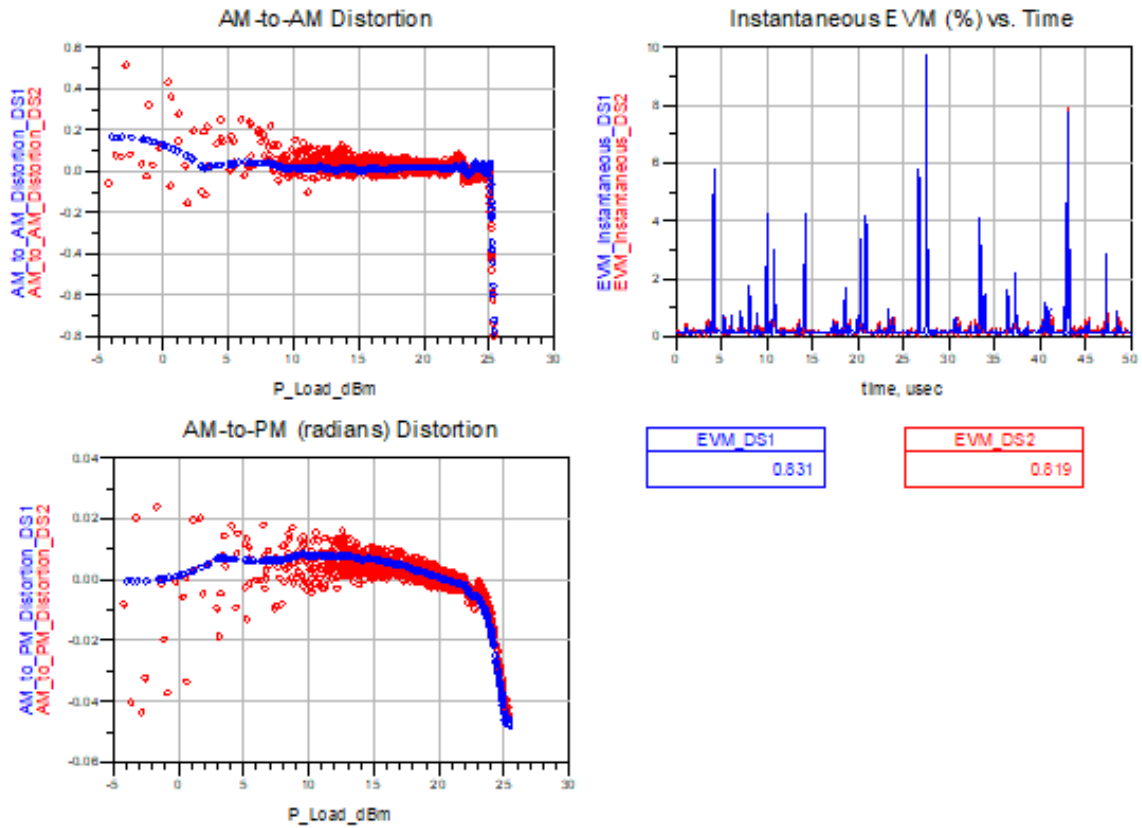 AM-to-AM Distortion
AM_to_AM_Distortion_DS1
AM_to_AM_Distortion_DS2
0.6
0.4
0.2
0.0
-0.2
-0.4
-0.6
-0.8
-5 0 5 10 15 20 25 30
P_Load_dBm
Instantaneous EVM (%) vs. Time
EVM_Instantaneous_DS1
EVM_Instantaneous_DS2
10
8
6
4
2
0
0 5 10 15 20 25 30 35 40 45 50
time, usec
AM-to-PM (radians) Distortion
AM_to_PM_Distortion_DS1
AM_to_PM_Distortion_DS2
0.04
0.02
0.00
-0.02
-0.04
-0.06
-5 0 5 10 15 20 25 30
P_Load_dBm
EVM_DS1
0.831
EVM_DS2
0.819